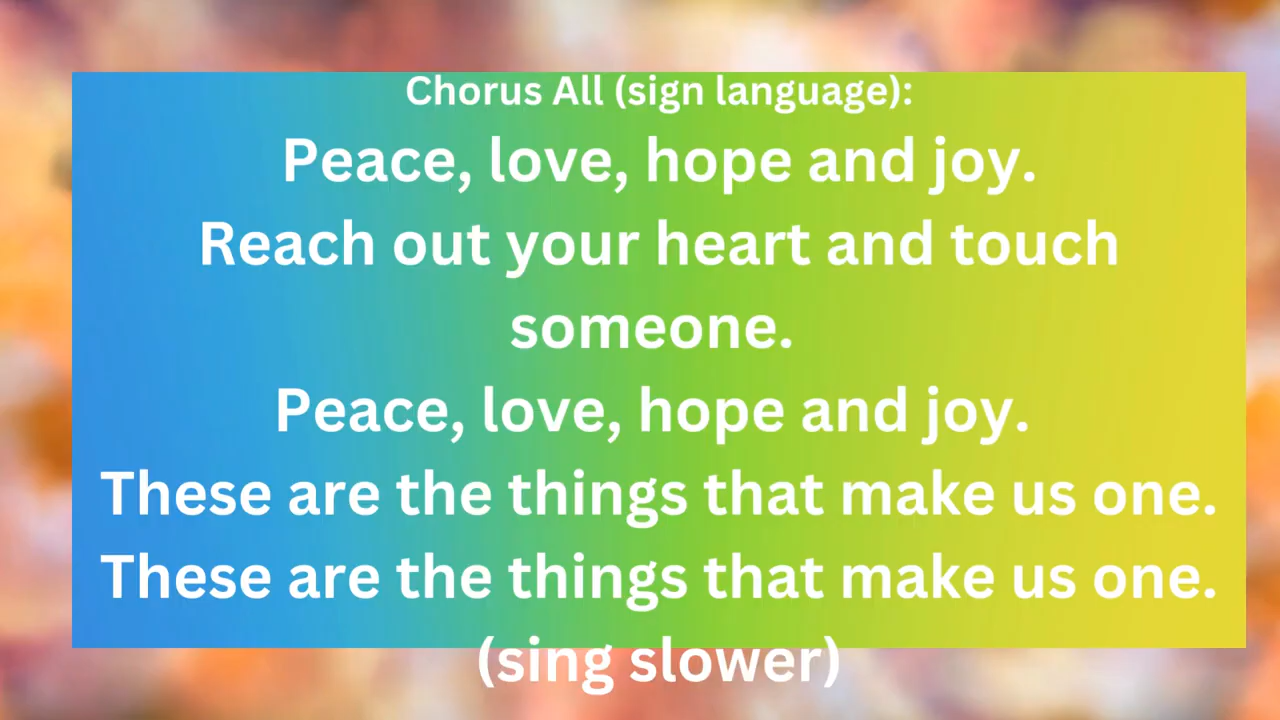 Chorus All (sign language):
Peace, love, hope and joy.
Reach out your heart and touch
someone.
Peace, love, hope and joy.
These are the things that make us one.
These are the things that make us one.
(sing slower)